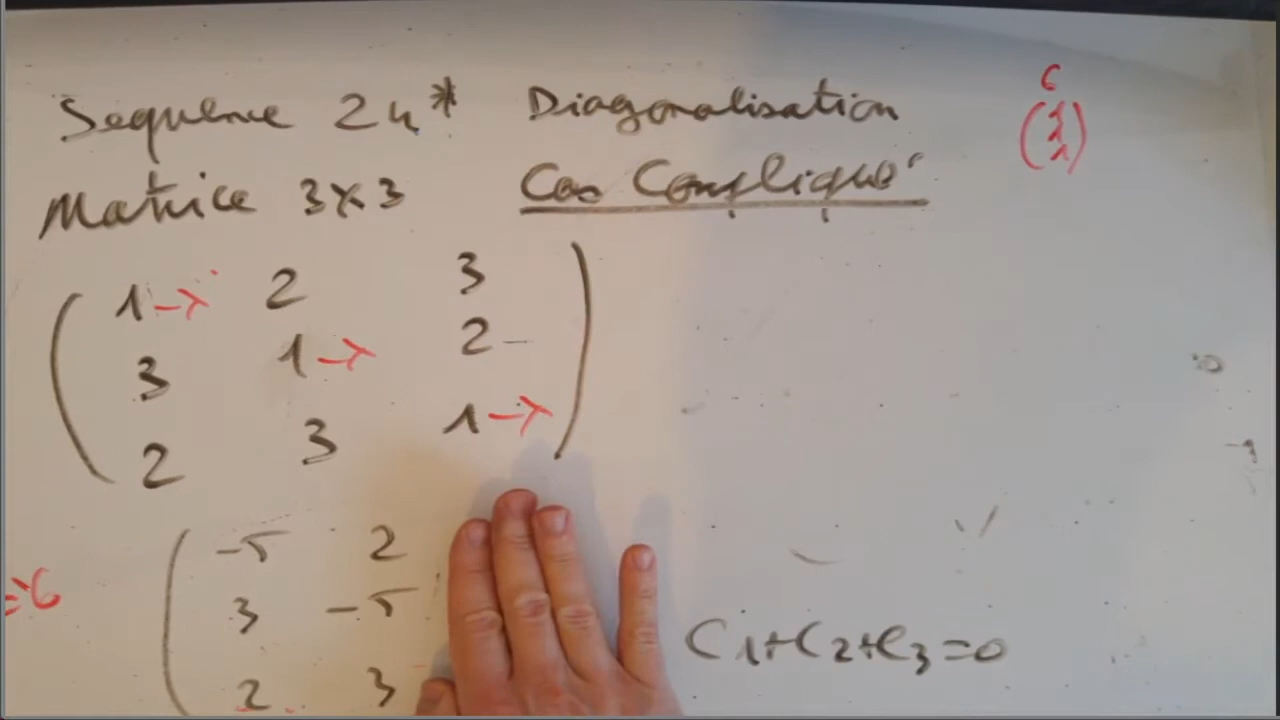 Sequence 24* Diagonalisation
6
(1
1
1)
Matrice 3x3 Cas Compliqué
1-λ 2 3
3 1-λ 2
2 3 1-λ
-5 2
=6 3 -5
2 3
C1+C2+C3=0